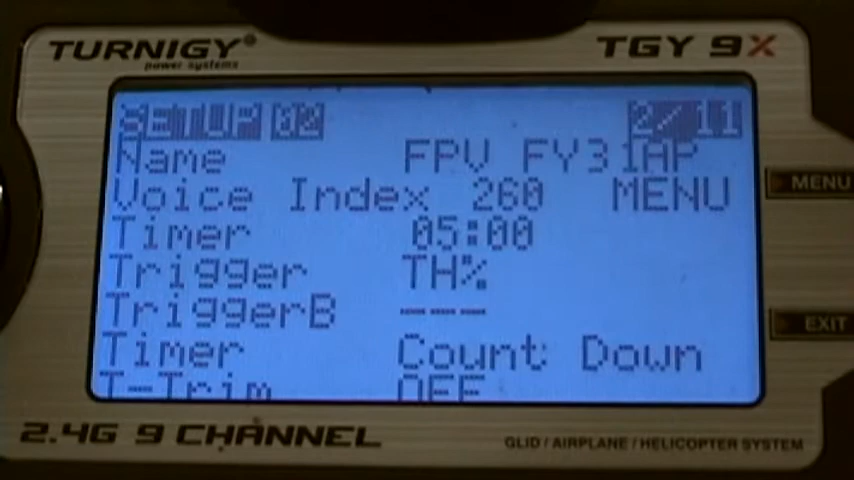 TURNIGY®
power systems
TGY 9X
SETUP 02 2/11
Name FPV FY31AP
Voice Index 260 MENU
Timer 05:00
Trigger TH%
TriggerB ---
Timer Count Down
T-Trim OFF
MENU
EXIT
2.4G 9 CHANNEL
GLID / AIRPLANE / HELICOPTER SYSTEM